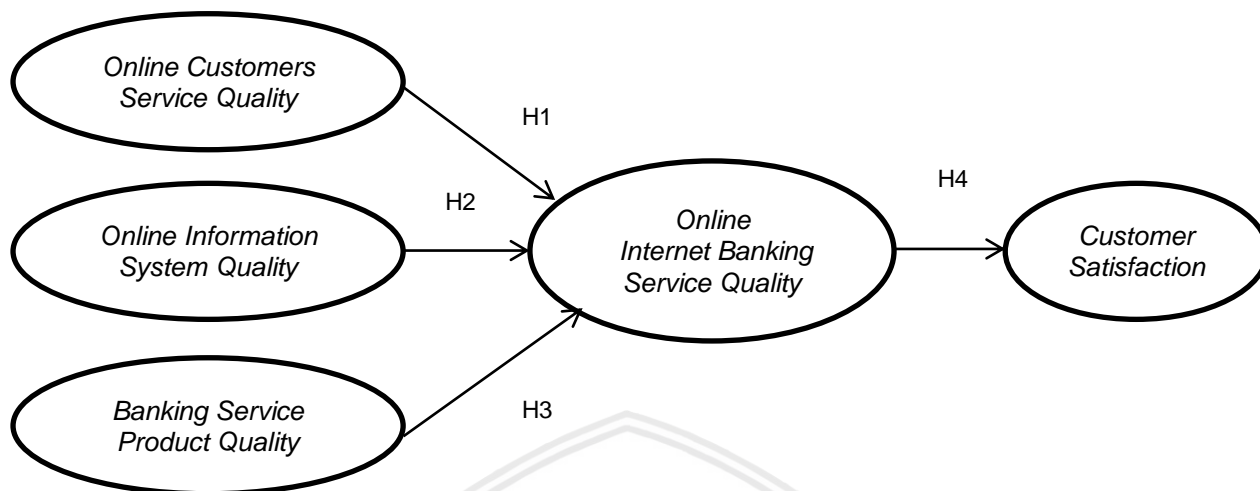 Online Customers
Service Quality
H1
H2
Online Information
System Quality
Online
Internet Banking
Service Quality
H4
Customer
Satisfaction
Banking Service
Product Quality
H3